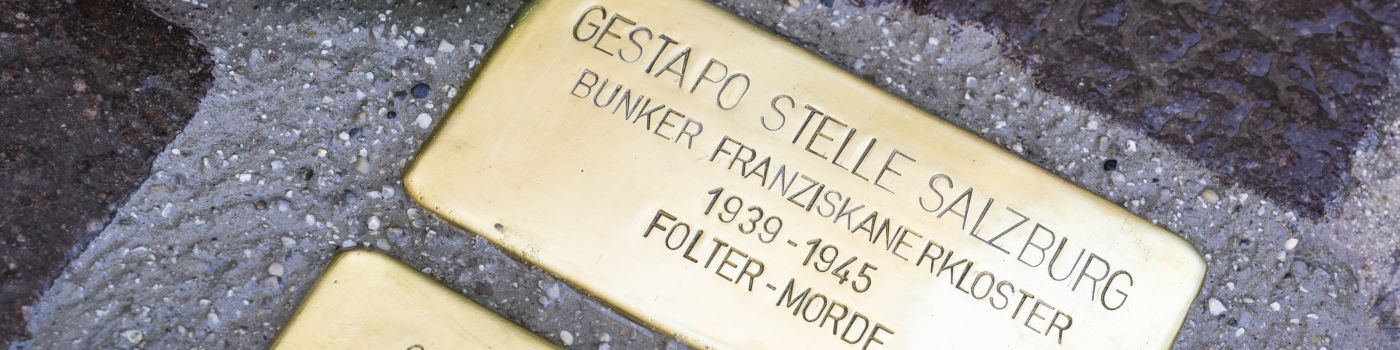 GESTAPO STELLE SALZBURG
BUNKER FRANZISKANERKLOSTER
1939-1945
FOLTER-MORDE